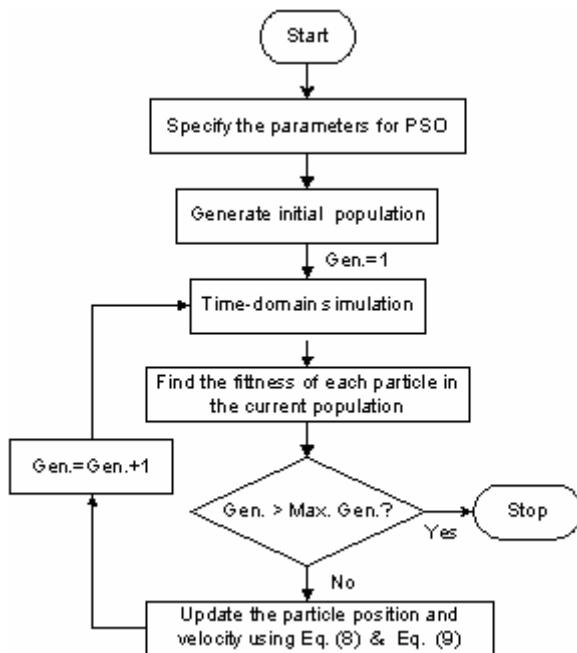 Start
Specify the parameters for PSO
Generate initial population
Gen.=1
Time-domain simulation
Find the fittness of each particle in
the current population
Gen.=Gen.+1
Gen. > Max. Gen.?
Yes
Stop
No
Update the particle position and
velocity using Eq. (8) & Eq. (9)